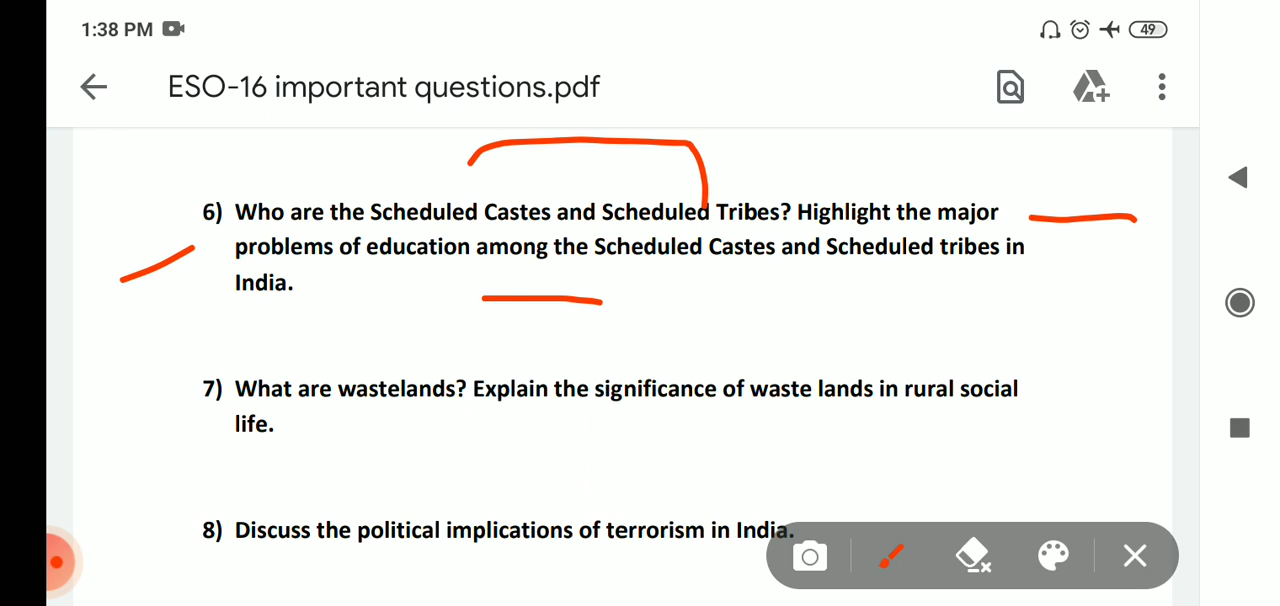 1:38 PM
49
ESO-16 important questions.pdf
6) Who are the Scheduled Castes and Scheduled Tribes? Highlight the major
problems of education among the Scheduled Castes and Scheduled tribes in
India.
7) What are wastelands? Explain the significance of waste lands in rural social
life.
8) Discuss the political implications of terrorism in India.